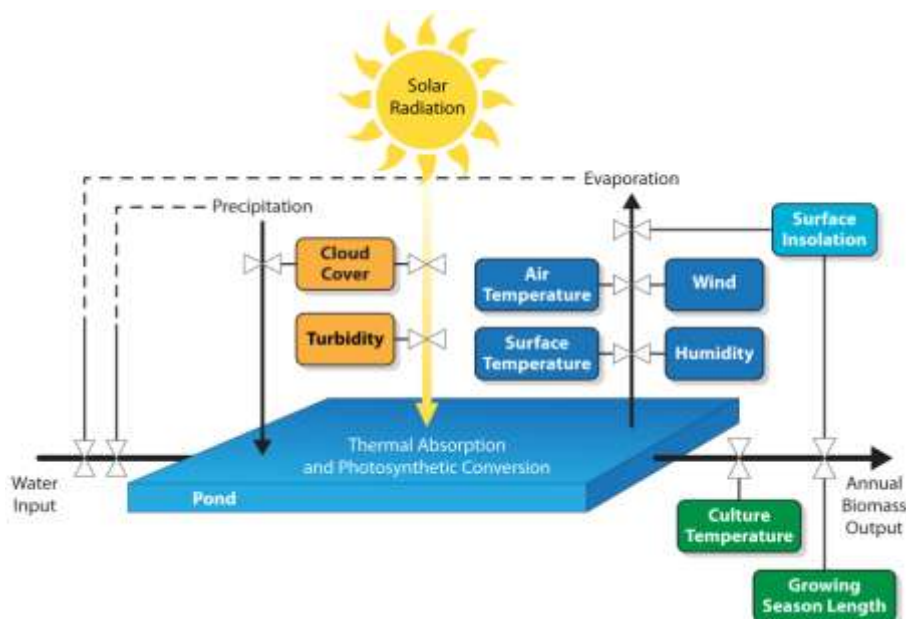 Solar
Radiation
Evaporation
Precipitation
Surface
Insolation
Cloud
Cover
Air
Temperature
Wind
Turbidity
Surface
Temperature
Humidity
Thermal Absorption
and Photosynthetic Conversion
Water
Input
Pond
Annual
Biomass
Output
Culture
Temperature
Growing
Season Length